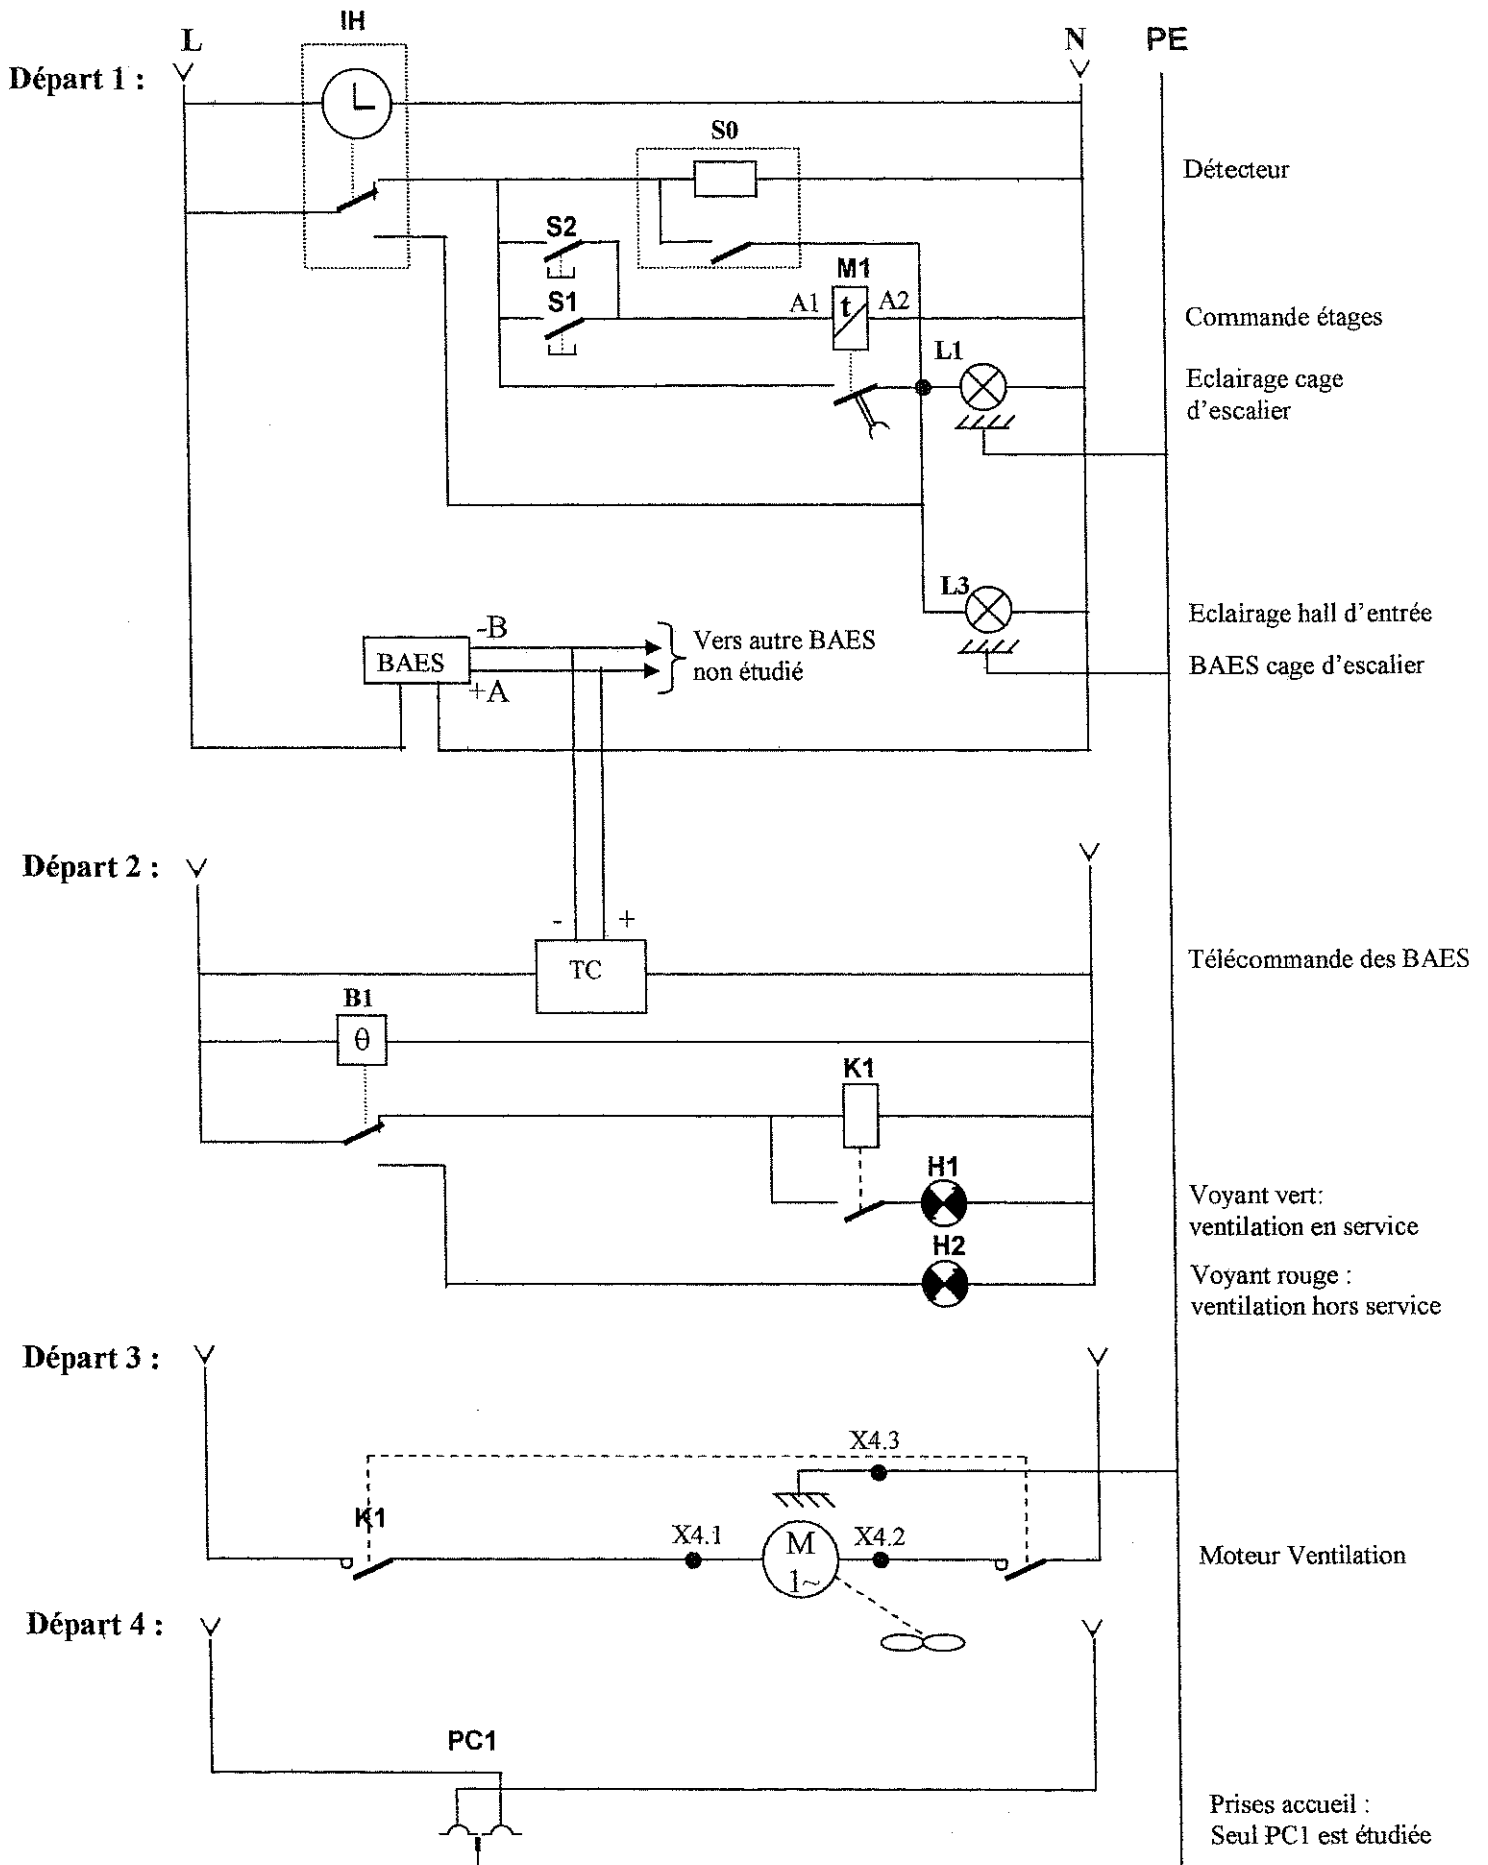 IH
L
N
PE
Départ 1 :
S0
Détecteur
S2
M1
S1
A1
t
A2
Commande étages
L1
Eclairage cage
d'escalier
L3
Eclairage hall d'entrée
-B
BAES
+A
Vers autre BAES
non étudié
BAES cage d'escalier
Départ 2 :
-
+
TC
Télécommande des BAES
B1
θ
K1
H1
Voyant vert:
ventilation en service
H2
Voyant rouge :
ventilation hors service
Départ 3 :
X4.3
K1
X4.1
M
1~
X4.2
Moteur Ventilation
Départ 4 :
PC1
Prises accueil :
Seul PC1 est étudiée